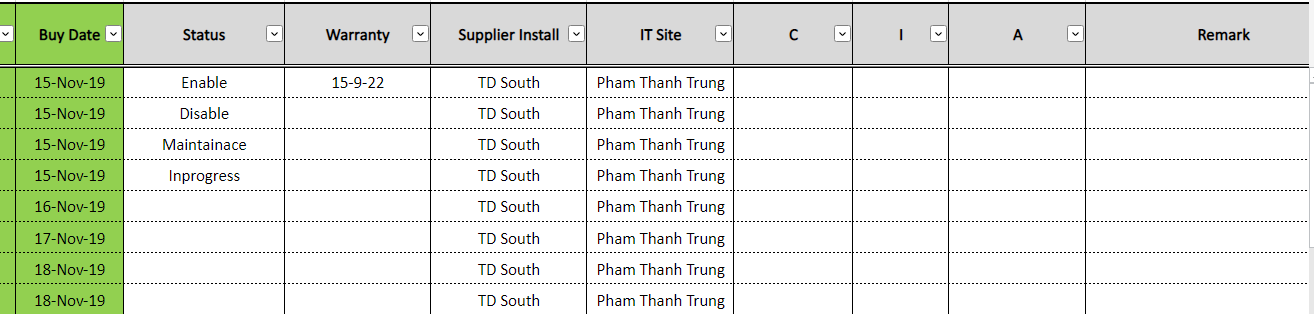 Buy Date Status Warranty Supplier Install IT Site C I A Remark
15-Nov-19 Enable 15-9-22 TD South Pham Thanh Trung
15-Nov-19 Disable TD South Pham Thanh Trung
15-Nov-19 Maintainace TD South Pham Thanh Trung
15-Nov-19 Inprogress TD South Pham Thanh Trung
16-Nov-19 TD South Pham Thanh Trung
17-Nov-19 TD South Pham Thanh Trung
18-Nov-19 TD South Pham Thanh Trung
18-Nov-19 TD South Pham Thanh Trung